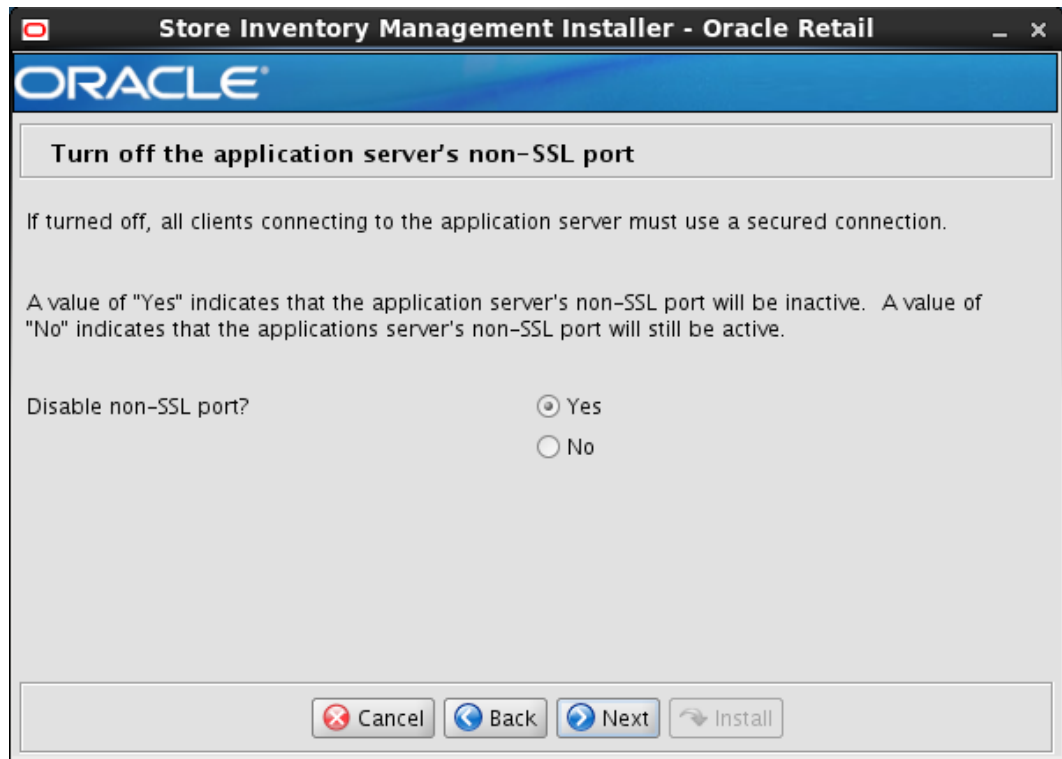 Store Inventory Management Installer - Oracle Retail
ORACLE®
Turn off the application server's non-SSL port
If turned off, all clients connecting to the application server must use a secured connection.
A value of "Yes" indicates that the application server's non-SSL port will be inactive. A value of
"No" indicates that the applications server's non-SSL port will still be active.
Disable non-SSL port?
Yes
No
Cancel Back Next Install